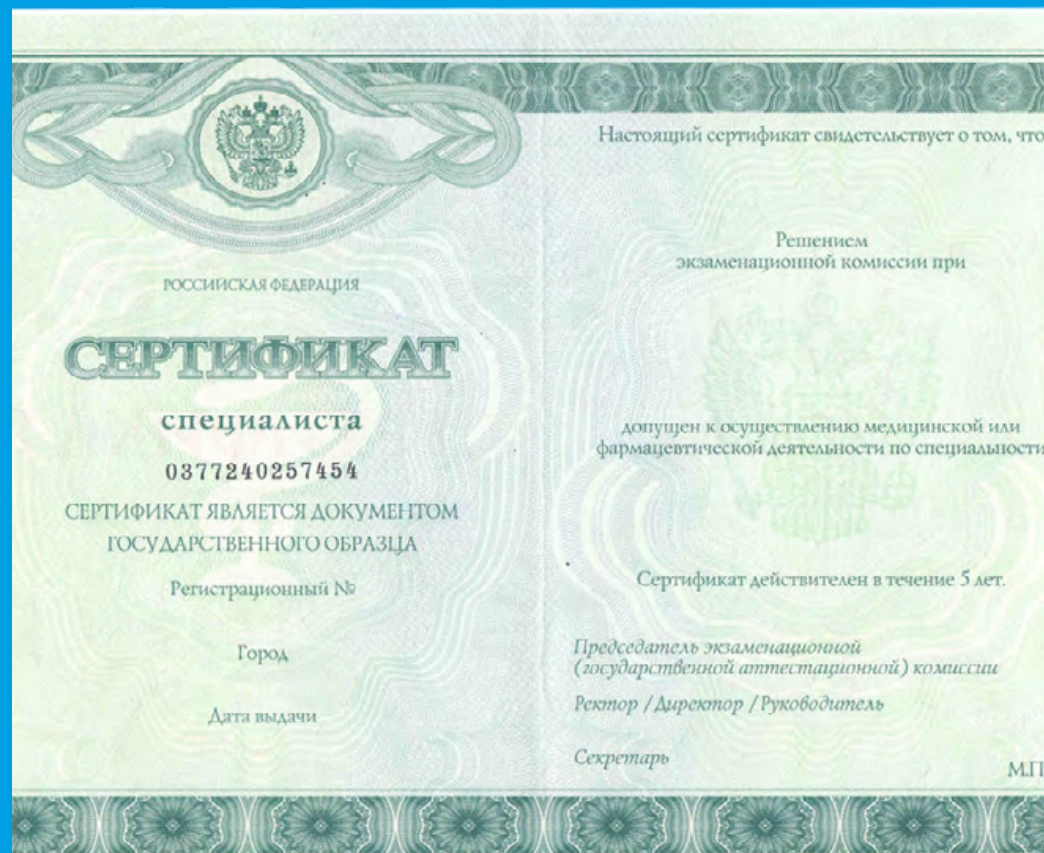 РОССИЙСКАЯ ФЕДЕРАЦИЯ
СЕРТИФИКАТ
специалиста
0377240257454
СЕРТИФИКАТ ЯВЛЯЕТСЯ ДОКУМЕНТОМ
ГОСУДАРСТВЕННОГО ОБРАЗЦА
Регистрационный №
Город
Дата выдачи
Настоящий сертификат свидетельствует о том, что
Решением
экзаменационной комиссии при
допущен к осуществлению медицинской или
фармацевтической деятельности по специальности
Сертификат действителен в течение 5 лет.
Председатель экзаменационной
(государственной аттестационной) комиссии
Ректор / Директор / Руководитель
Секретарь
М.П